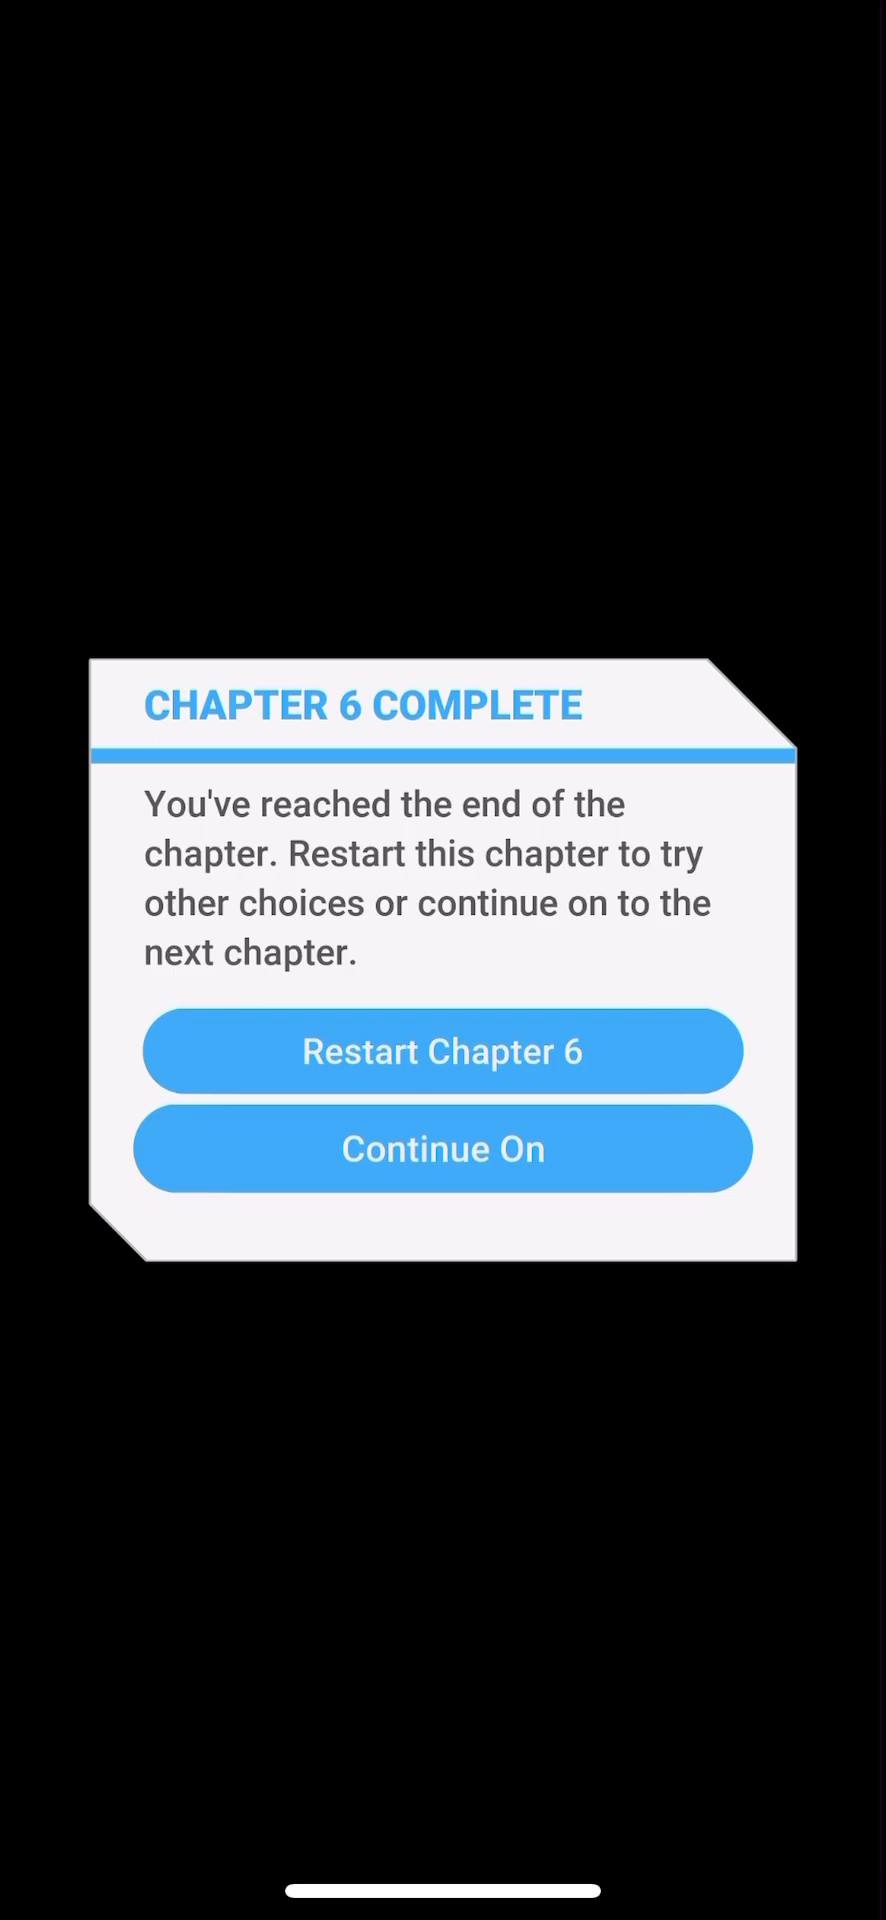 CHAPTER 6 COMPLETE
You've reached the end of the
chapter. Restart this chapter to try
other choices or continue on to the
next chapter.
Restart Chapter 6
Continue On